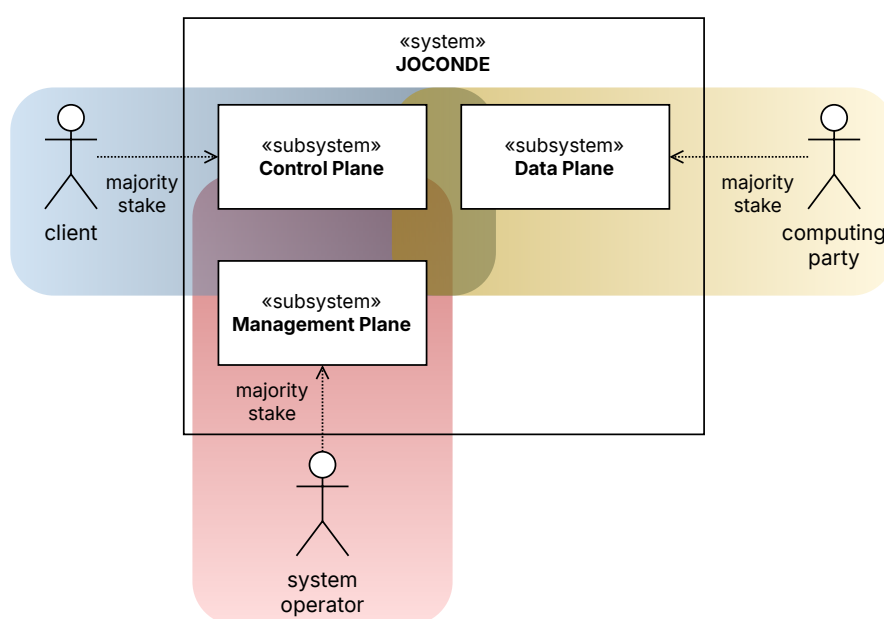 «system»
JOCONDE
«subsystem»
Control Plane
«subsystem»
Data Plane
majority
stake
majority
stake
client
computing
party
«subsystem»
Management Plane
majority
stake
system
operator